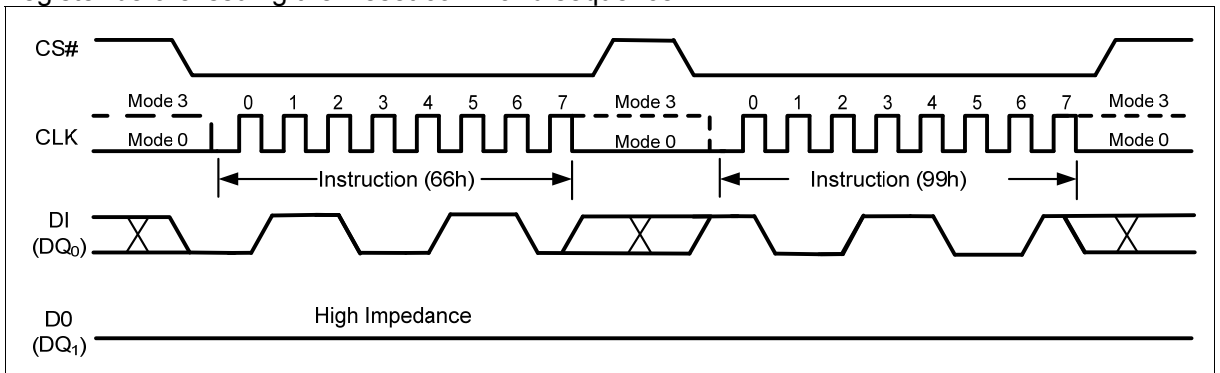 CS#
Mode 3 0 1 2 3 4 5 6 7 Mode 3 0 1 2 3 4 5 6 7 Mode 3
CLK
Mode 0 Mode 0 Mode 0
Instruction (66h) Instruction (99h)
DI
(DQ0)
D0 High Impedance
(DQ1)